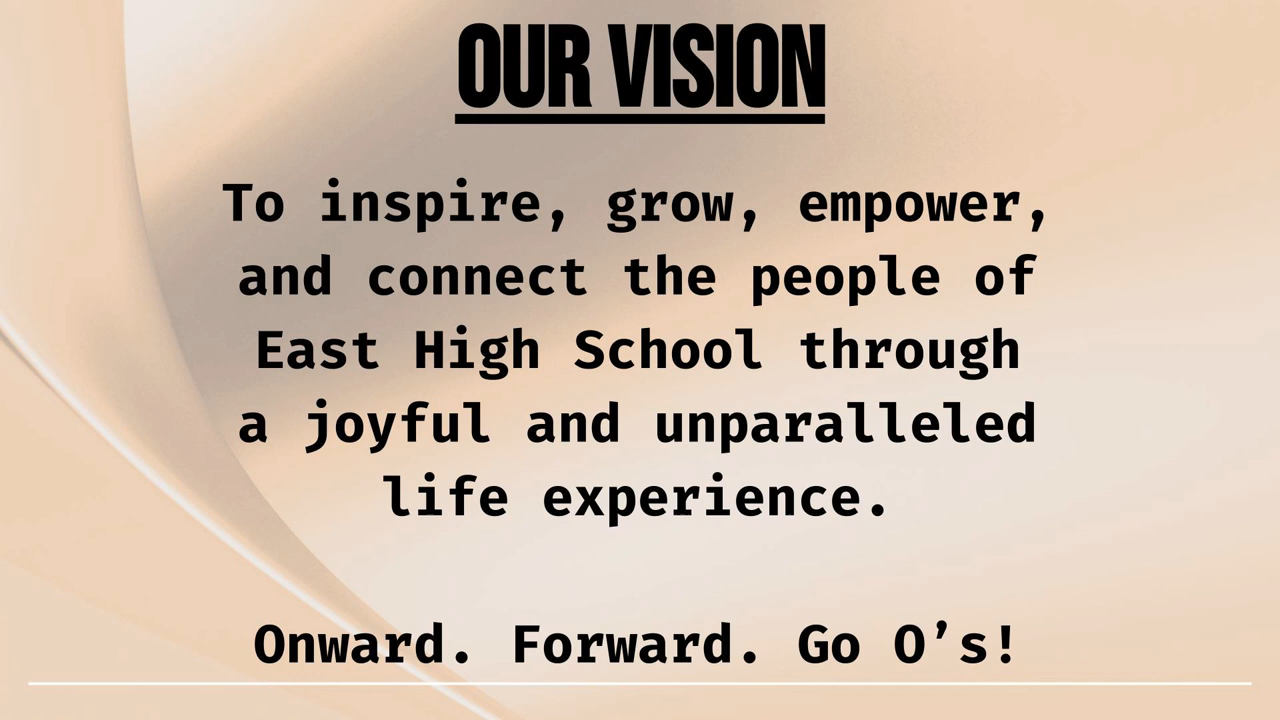 OUR VISION
To inspire, grow, empower,
and connect the people of
East High School through
a joyful and unparalleled
life experience.
Onward. Forward. Go O’s!